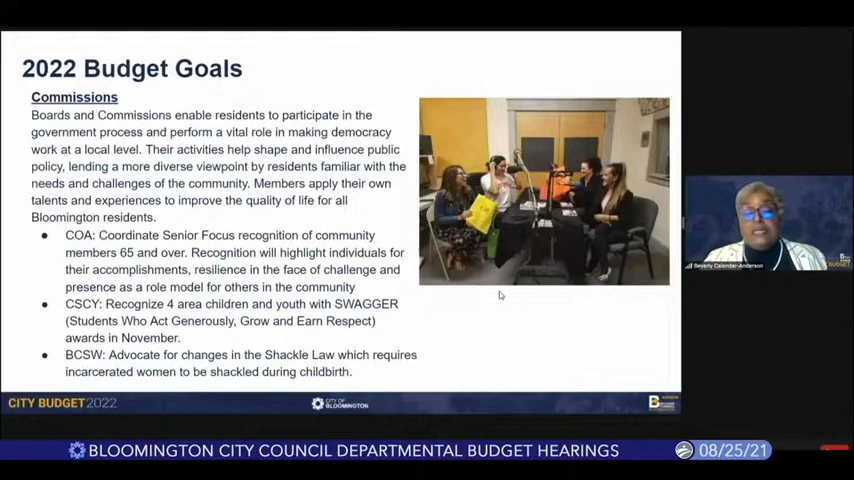 2022 Budget Goals
Commissions
Boards and Commissions enable residents to participate in the
government process and perform a vital role in making democracy
work at a local level. Their activities help shape and influence public
policy, lending a more diverse viewpoint by residents familiar with the
needs and challenges of the community. Members apply their own
talents and experiences to improve the quality of life for all
Bloomington residents.
● COA: Coordinate Senior Focus recognition of community
members 65 and over. Recognition will highlight individuals for
their accomplishments, resilience in the face of challenge and
presence as a role model for others in the community
● CSCY: Recognize 4 area children and youth with SWAGGER
(Students Who Act Generously, Grow and Earn Respect)
awards in November.
● BCSW: Advocate for changes in the Shackle Law which requires
incarcerated women to be shackled during childbirth.
Beverly Calender-Anderson
BUDGET
CITY BUDGET2022
CITY OF
BLOOMINGTON
B
BLOOMINGTON CITY COUNCIL DEPARTMENTAL BUDGET HEARINGS
08/25/21